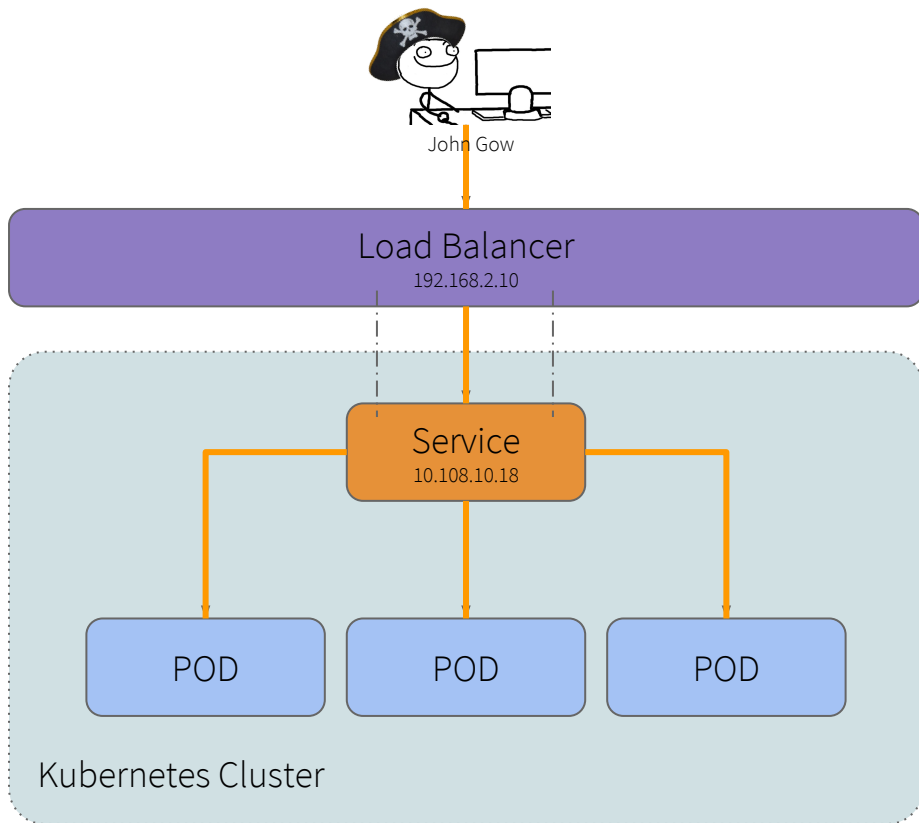 John Gow
Load Balancer
192.168.2.10
Service
10.108.10.18
POD
POD
POD
Kubernetes Cluster